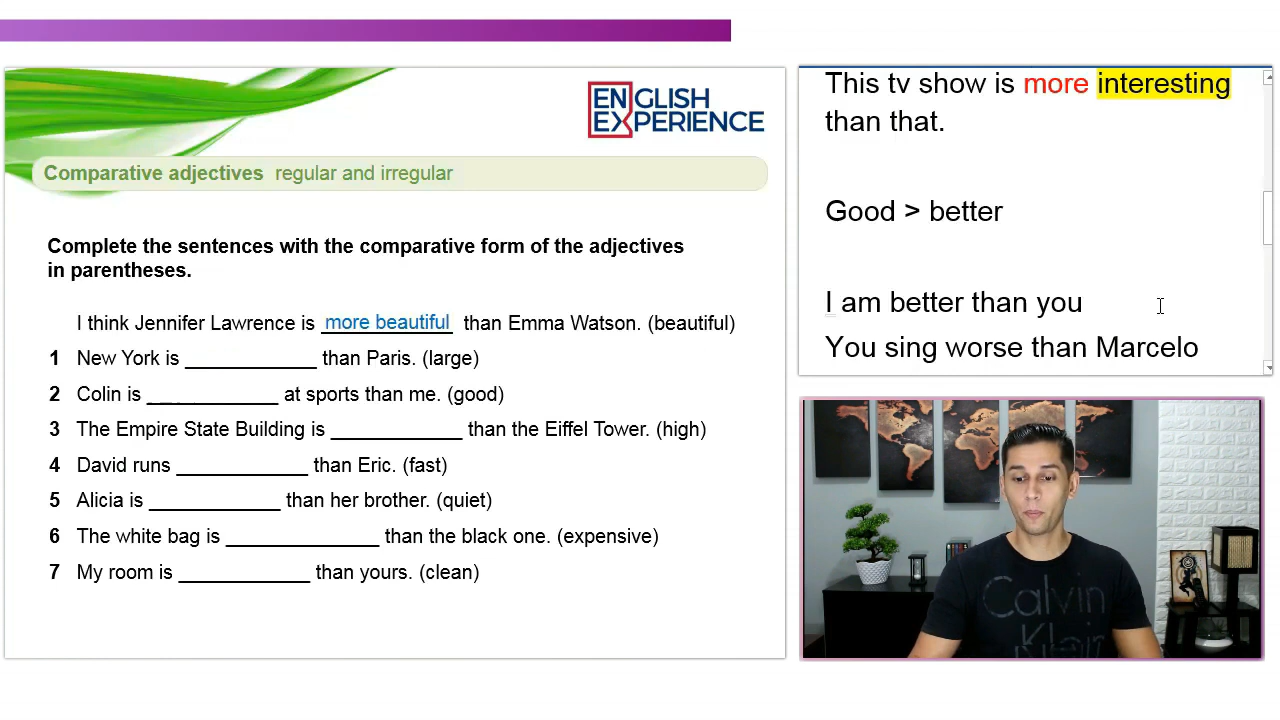 ENGLISH
EXPERIENCE
Comparative adjectives regular and irregular
Complete the sentences with the comparative form of the adjectives
in parentheses.
I think Jennifer Lawrence is more beautiful than Emma Watson. (beautiful)
1 New York is ____________ than Paris. (large)
2 Colin is ____________ at sports than me. (good)
3 The Empire State Building is ____________ than the Eiffel Tower. (high)
4 David runs ____________ than Eric. (fast)
5 Alicia is ____________ than her brother. (quiet)
6 The white bag is ______________ than the black one. (expensive)
7 My room is ____________ than yours. (clean)
This tv show is more interesting
than that.
Good > better
I am better than you
You sing worse than Marcelo
Calvin
Klein